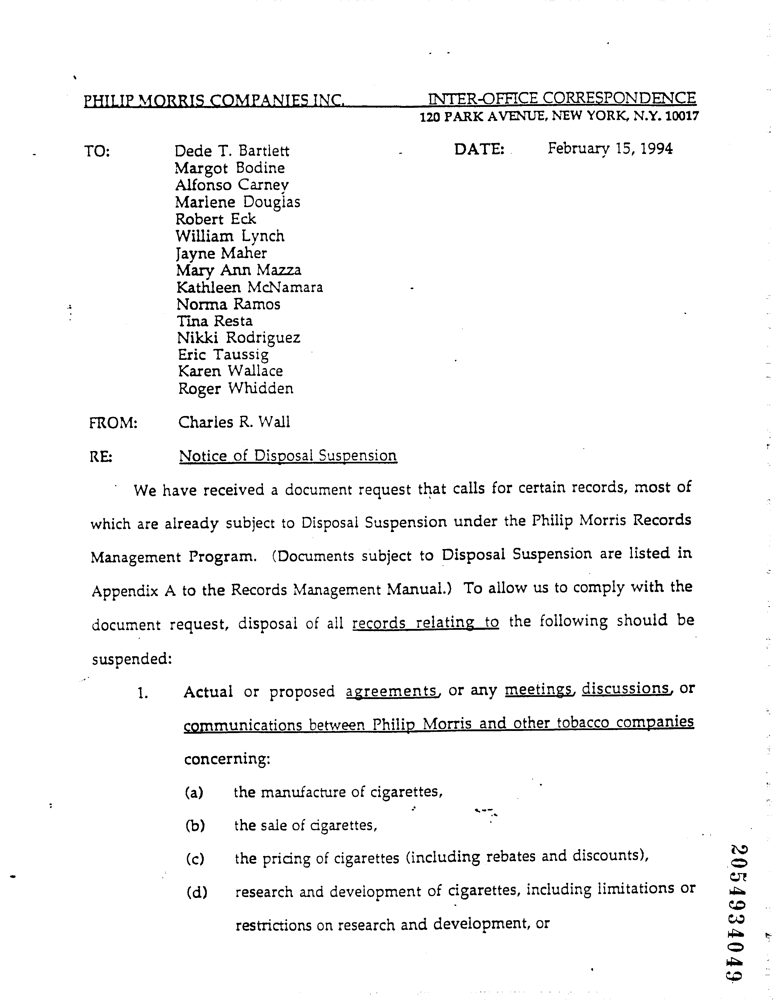 PHILIP MORRIS COMPANIES INC. INTER-OFFICE CORRESPONDENCE
120 PARK AVENUE, NEW YORK, N.Y. 10017
TO: Dede T. Bartlett DATE: February 15, 1994
Margot Bodine
Alfonso Carney
Marlene Douglas
Robert Eck
William Lynch
Jayne Maher
Mary Ann Mazza
Kathleen McNamara
Norma Ramos
Tina Resta
Nikki Rodriguez
Eric Taussig
Karen Wallace
Roger Whidden
FROM: Charles R. Wall
RE: Notice of Disposal Suspension
We have received a document request that calls for certain records, most of
which are already subject to Disposal Suspension under the Philip Morris Records
Management Program. (Documents subject to Disposal Suspension are listed in
Appendix A to the Records Management Manual.) To allow us to comply with the
document request, disposal of all records relating to the following should be
suspended:
1. Actual or proposed agreements, or any meetings, discussions, or
communications between Philip Morris and other tobacco companies
concerning:
(a) the manufacture of cigarettes,
(b) the sale of cigarettes,
(c) the pricing of cigarettes (including rebates and discounts),
(d) research and development of cigarettes, including limitations or
restrictions on research and development, or
2054934049